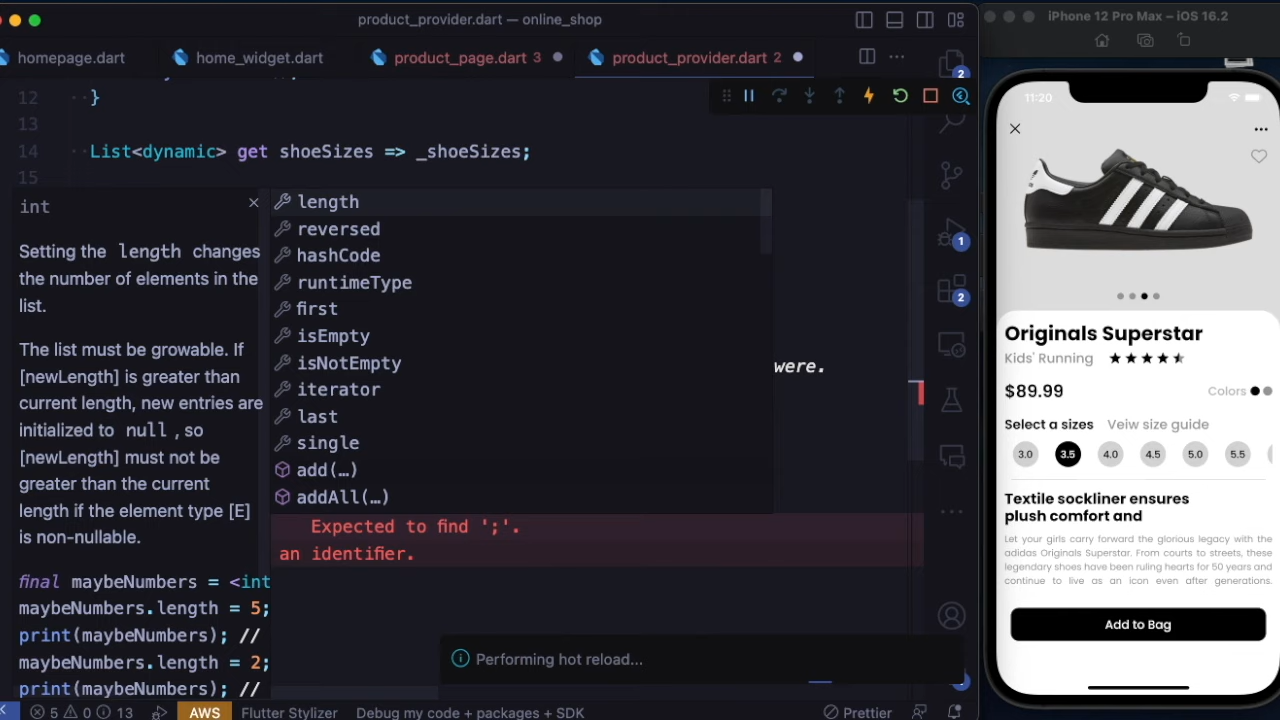 product_provider.dart — online_shop
iPhone 12 Pro Max – iOS 16.2
homepage.dart
home_widget.dart
product_page.dart 3
product_provider.dart 2
2
12 }
13
14 List<dynamic> get shoeSizes => _shoeSizes;
15
int
Setting the length changes
the number of elements in the
list.
The list must be growable. If
[newLength] is greater than
current length, new entries are
initialized to null , so
[newLength] must not be
greater than the current
length if the element type [E]
is non-nullable.
final maybeNumbers = <int
maybeNumbers.length = 5;
print(maybeNumbers); //
maybeNumbers.length = 2;
print(maybeNumbers); //
length
reversed
hashCode
runtimeType
first
isEmpty
isNotEmpty
iterator
last
single
add(…)
addAll(…)
were.
Expected to find ';'.
an identifier.
Performing hot reload...
1
2
5 0 13
AWS
Flutter Stylizer
Debug my code + packages + SDK
Prettier
11:20
Originals Superstar
Kids' Running
$89.99
Colors
Select a sizes
Veiw size guide
3.0 3.5 4.0 4.5 5.0 5.5
Textile sockliner ensures
plush comfort and
Let your girls carry forward the glorious legacy with the
adidas Originals Superstar. From courts to streets, these
legendary shoes have been ruling hearts for 50 years and
continue to live as an icon even after generations.
Add to Bag